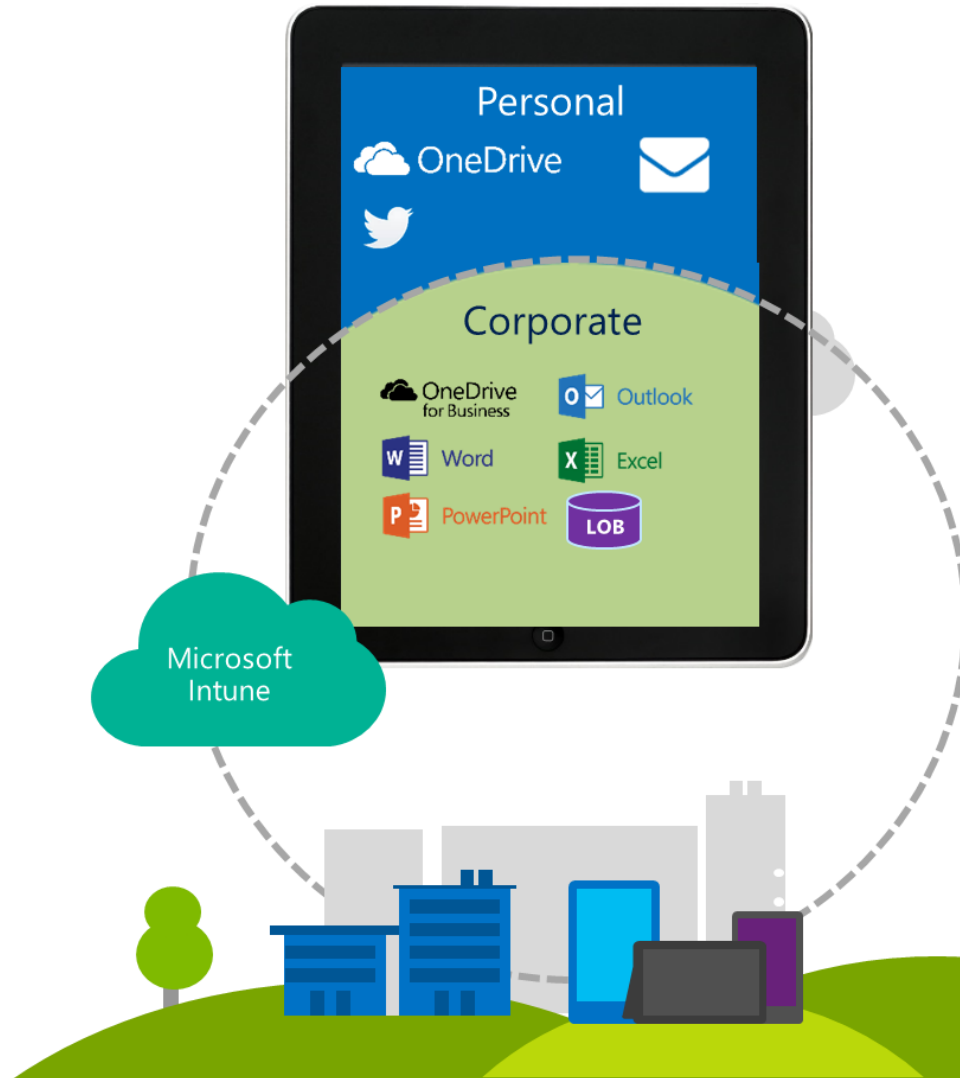 Personal
OneDrive
Corporate
OneDrive
for Business
Outlook
Word
Excel
PowerPoint
LOB
Microsoft
Intune